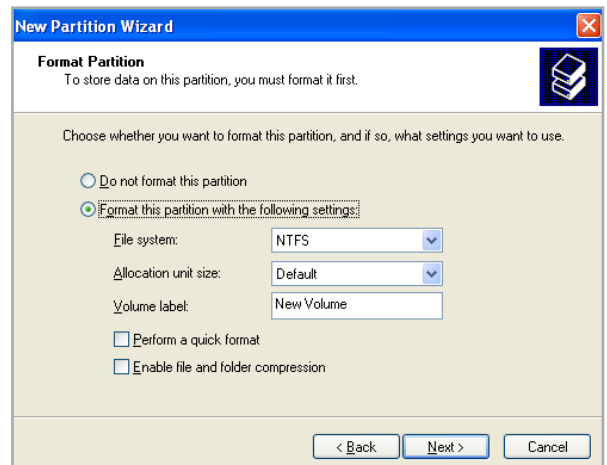 New Partition Wizard
Format Partition
To store data on this partition, you must format it first.
Choose whether you want to format this partition, and if so, what settings you want to use.
Do not format this partition
Format this partition with the following settings:
File system: NTFS
Allocation unit size: Default
Volume label: New Volume
Perform a quick format
Enable file and folder compression
< Back Next > Cancel